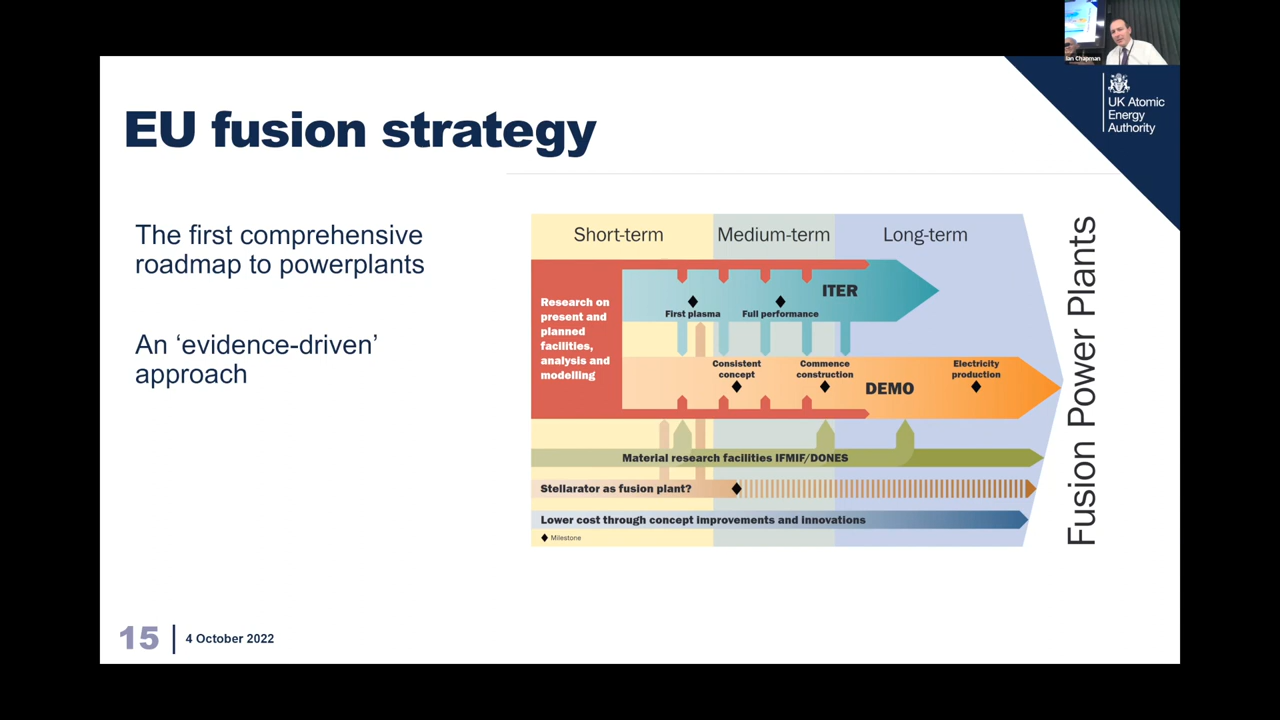 Ian Chapman
UK Atomic
Energy
Authority
EU fusion strategy
The first comprehensive
roadmap to powerplants
An ‘evidence-driven’
approach
Short-term
Medium-term
Long-term
Research on
present and
planned
facilities,
analysis and
modelling
ITER
First plasma
Full performance
Consistent
concept
Commence
construction
Electricity
production
DEMO
Material research facilities IFMIF/DONES
Stellarator as fusion plant?
Lower cost through concept improvements and innovations
Milestone
Fusion Power Plants
15
4 October 2022